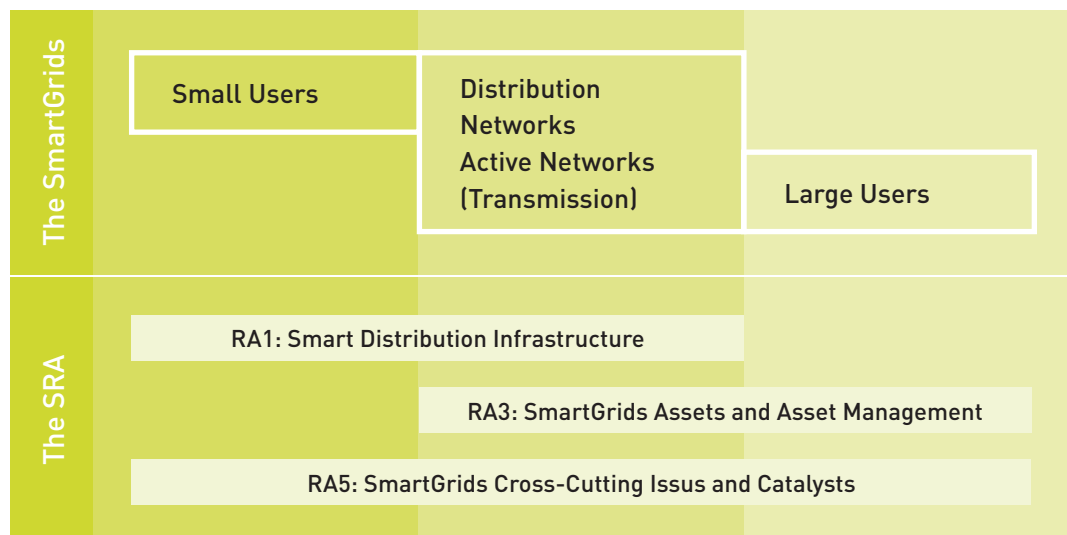 The SmartGrids
Small Users
Distribution
Networks
Active Networks
(Transmission)
Large Users
The SRA
RA1: Smart Distribution Infrastructure
RA3: SmartGrids Assets and Asset Management
RA5: SmartGrids Cross-Cutting Issus and Catalysts